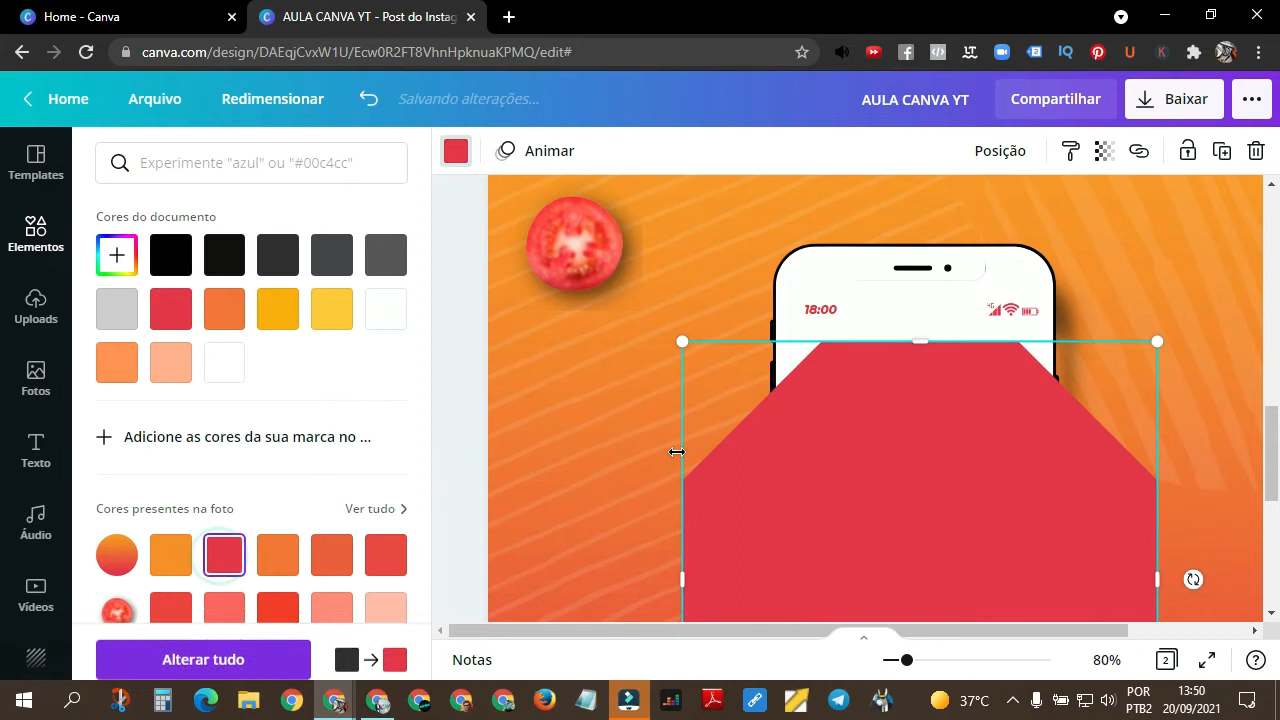 Home - Canva
AULA CANVA YT - Post do Instag
canva.com/design/DAEqjCvxW1U/Ecw0R2FT8VhnHpknuaKPMQ/edit#
Home
Arquivo
Redimensionar
Salvando alterações...
AULA CANVA YT
Compartilhar
Baixar
Templates
Elementos
Uploads
Fotos
Texto
Áudio
Vídeos
Experimente "azul" ou "#00c4cc"
Cores do documento
Adicione as cores da sua marca no ...
Cores presentes na foto
Ver tudo
Alterar tudo
Animar
Posição
18:00
4G
Notas
80%
2
37°C
POR
PTB2
13:50
20/09/2021